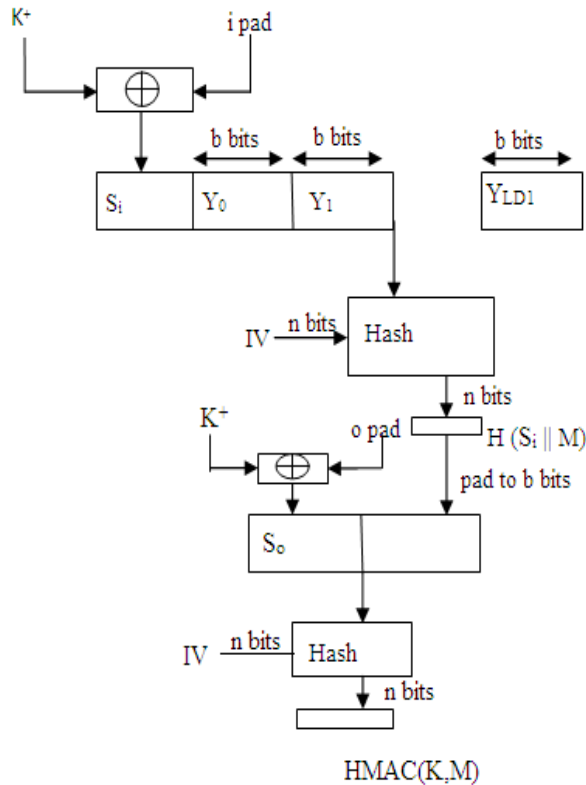 K+ i pad
b bits b bits b bits
Si Y0 Y1 YLD1
IV n bits Hash
n bits
K+ o pad H (Si || M)
pad to b bits
So
IV n bits Hash
n bits
HMAC(K,M)